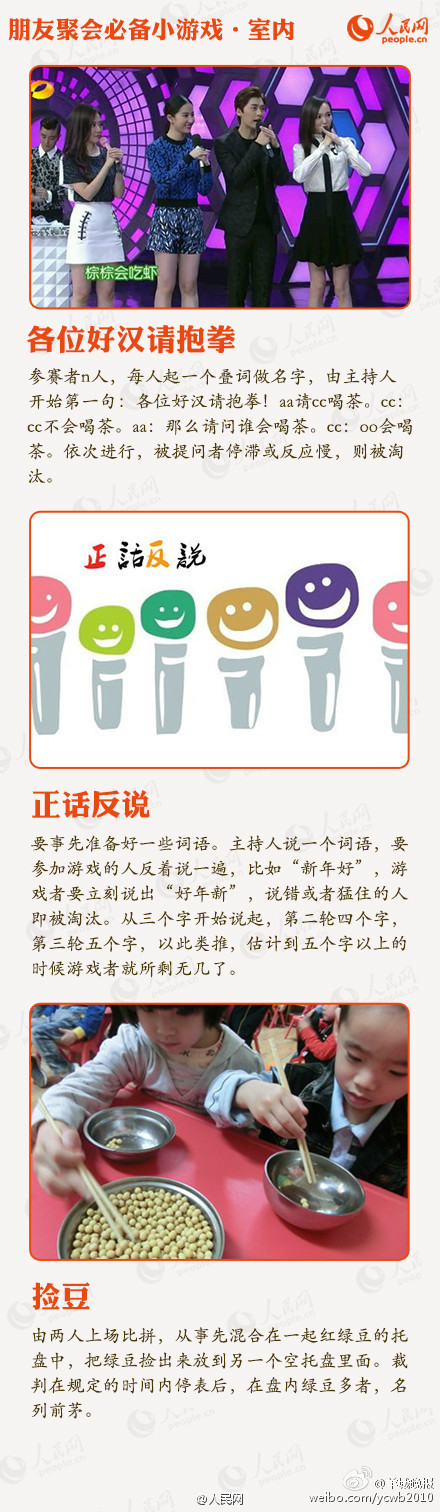 朋友聚会必备小游戏·室内
人民网
people.cn
棕棕会吃虾
各位好汉请抱拳
参赛者n人，每人起一个叠词做名字，由主持人
开始第一句：各位好汉请抱拳！aa请cc喝茶。cc：
cc不会喝茶。aa：那么请问谁会喝茶。cc：oo会喝
茶。依次进行，被提问者停滞或反应慢，则被淘
汰。
正话反说
正话反说
要事先准备好一些词语。主持人说一个词语，要
参加游戏的人反着说一遍，比如“新年好”，游
戏者要立刻说出“好年新”，说错或者猛住的人
即被淘汰。从三个字开始说起，第二轮四个字，
第三轮五个字，以此类推，估计到五个字以上的
时候游戏者就所剩无几了。
捡豆
由两人上场比拼，从事先混合在一起红绿豆的托
盘中，把绿豆捡出来放到另一个空托盘里面。裁
判在规定的时间内停表后，在盘内绿豆多者，名
列前茅。
@人民网
@羊城晚报
weibo.com/ycwb2010